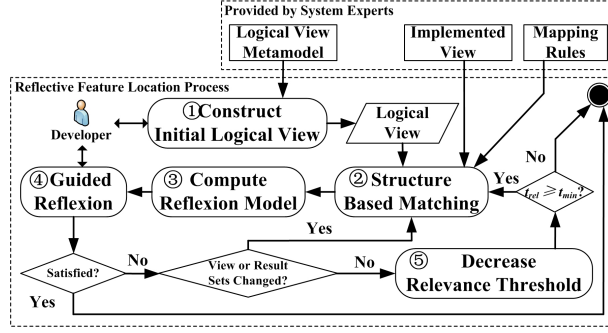 Provided by System Experts
Logical View
Metamodel
Implemented
View
Mapping
Rules
Reflective Feature Location Process
Developer
①Construct
Initial Logical View
Logical
View
No
④Guided
Reflexion
③ Compute
Reflexion Model
②Structure
Based Matching
Yes
t_rel ≥ t_min?
Yes
Satisfied?
No
View or Result
Sets Changed?
No
⑤ Decrease
Relevance Threshold
Yes